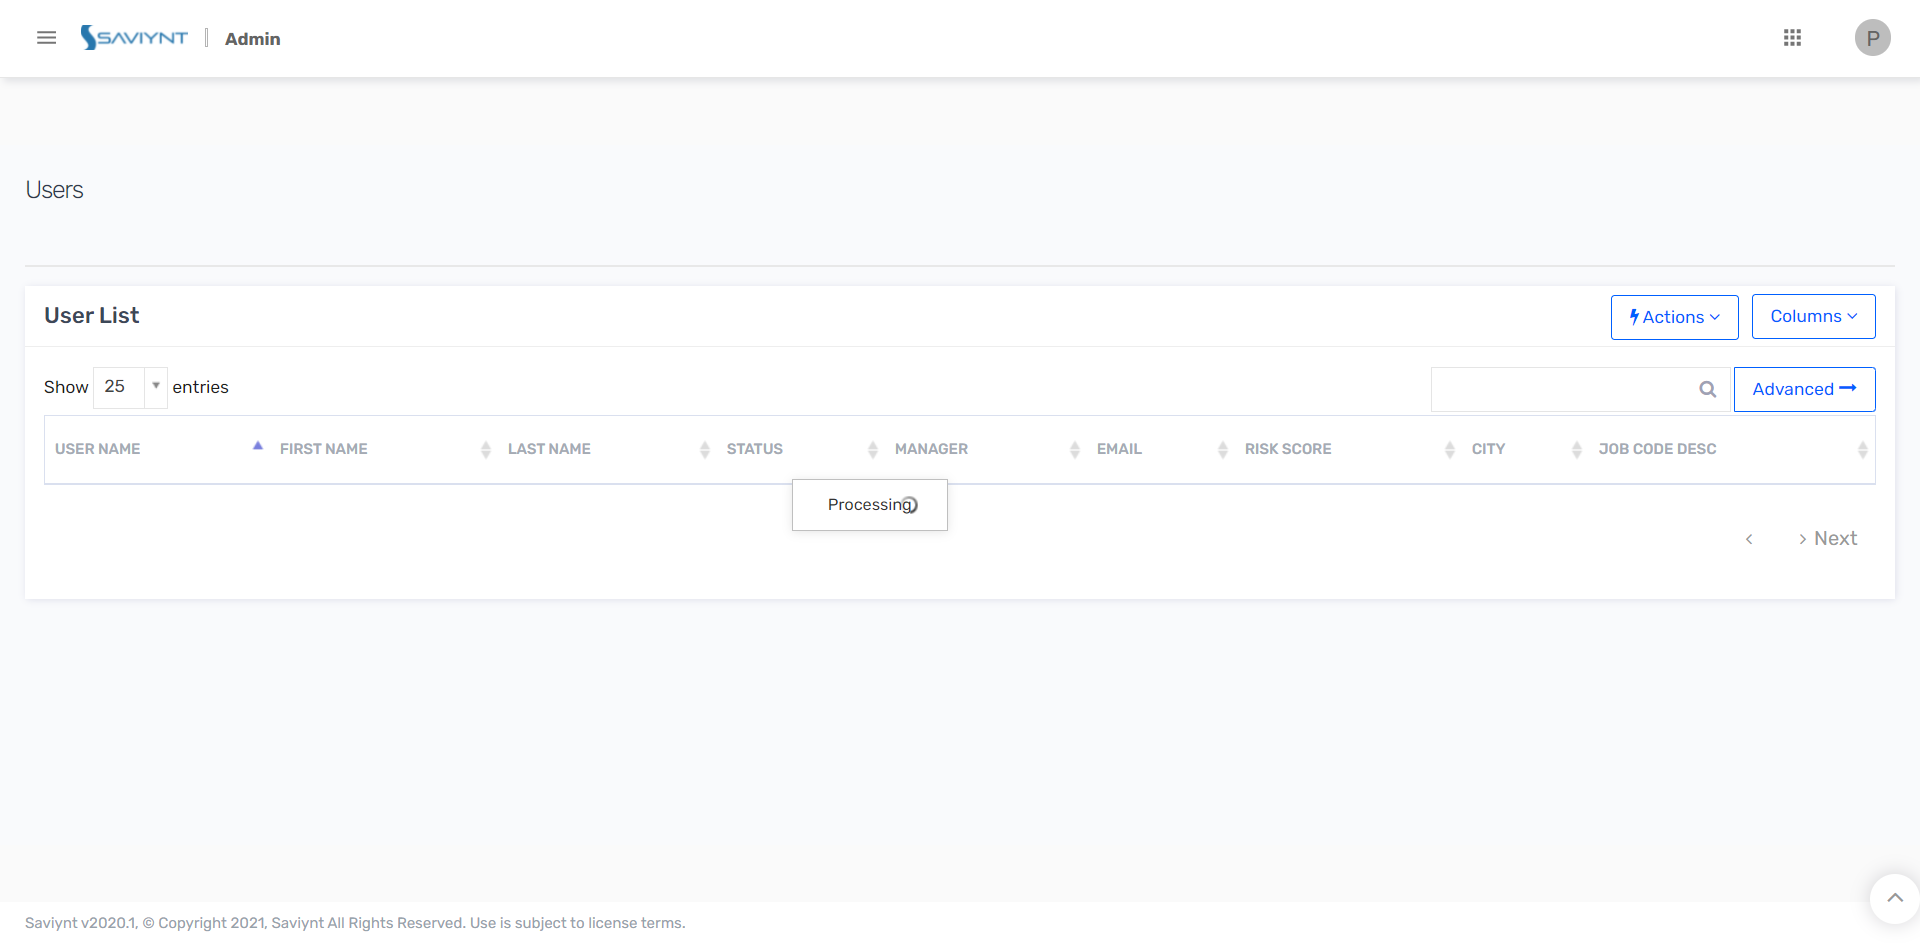 SAVIYNT Admin P
Users
User List Actions Columns
Show 25 entries Advanced
USER NAME FIRST NAME LAST NAME STATUS MANAGER EMAIL RISK SCORE CITY JOB CODE DESC
Processing
Next
Saviynt v2020.1, © Copyright 2021, Saviynt All Rights Reserved. Use is subject to license terms.